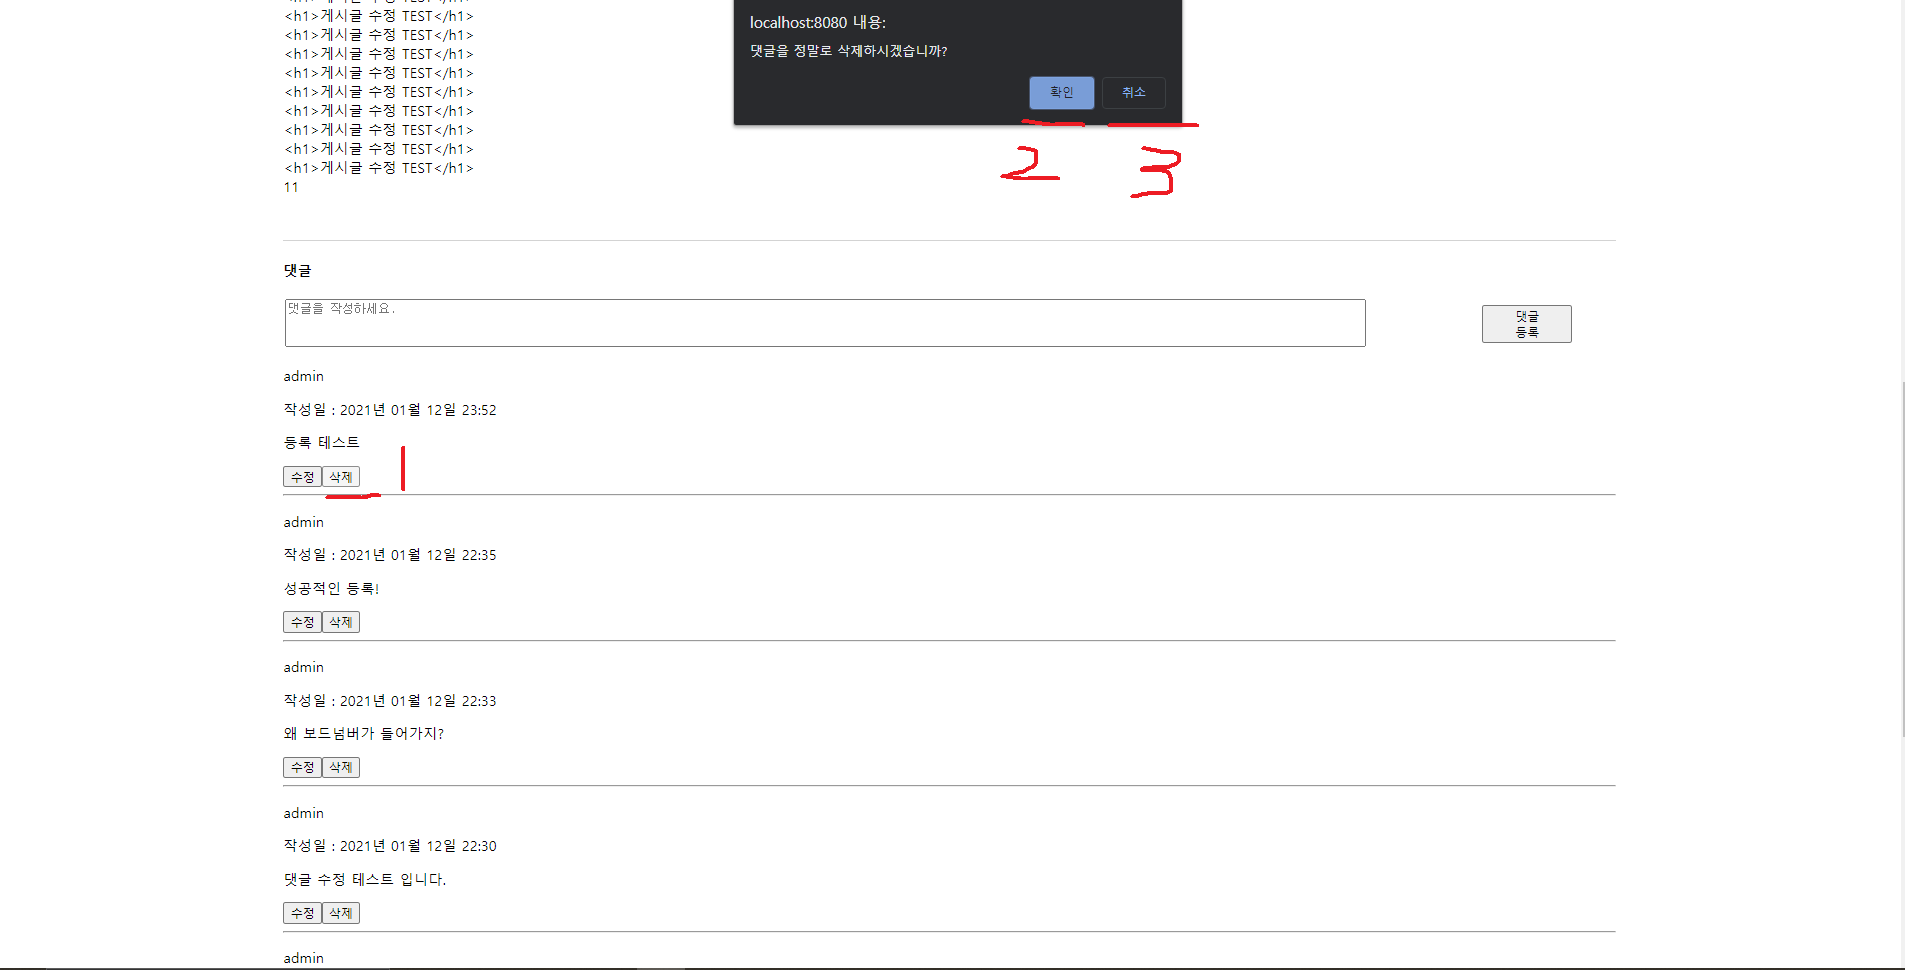 <h1>게시글 수정 TEST</h1>
<h1>게시글 수정 TEST</h1>
<h1>게시글 수정 TEST</h1>
<h1>게시글 수정 TEST</h1>
<h1>게시글 수정 TEST</h1>
<h1>게시글 수정 TEST</h1>
<h1>게시글 수정 TEST</h1>
<h1>게시글 수정 TEST</h1>
<h1>게시글 수정 TEST</h1>
11
localhost:8080 내용:
댓글을 정말로 삭제하시겠습니까?
확인 취소
2 3
댓글
댓글을 작성하세요.
댓글
등록
admin
작성일 : 2021년 01월 12일 23:52
등록 테스트
수정 삭제 1
admin
작성일 : 2021년 01월 12일 22:35
성공적인 등록!
수정 삭제
admin
작성일 : 2021년 01월 12일 22:33
왜 보드넘버가 들어가지?
수정 삭제
admin
작성일 : 2021년 01월 12일 22:30
댓글 수정 테스트 입니다.
수정 삭제
admin